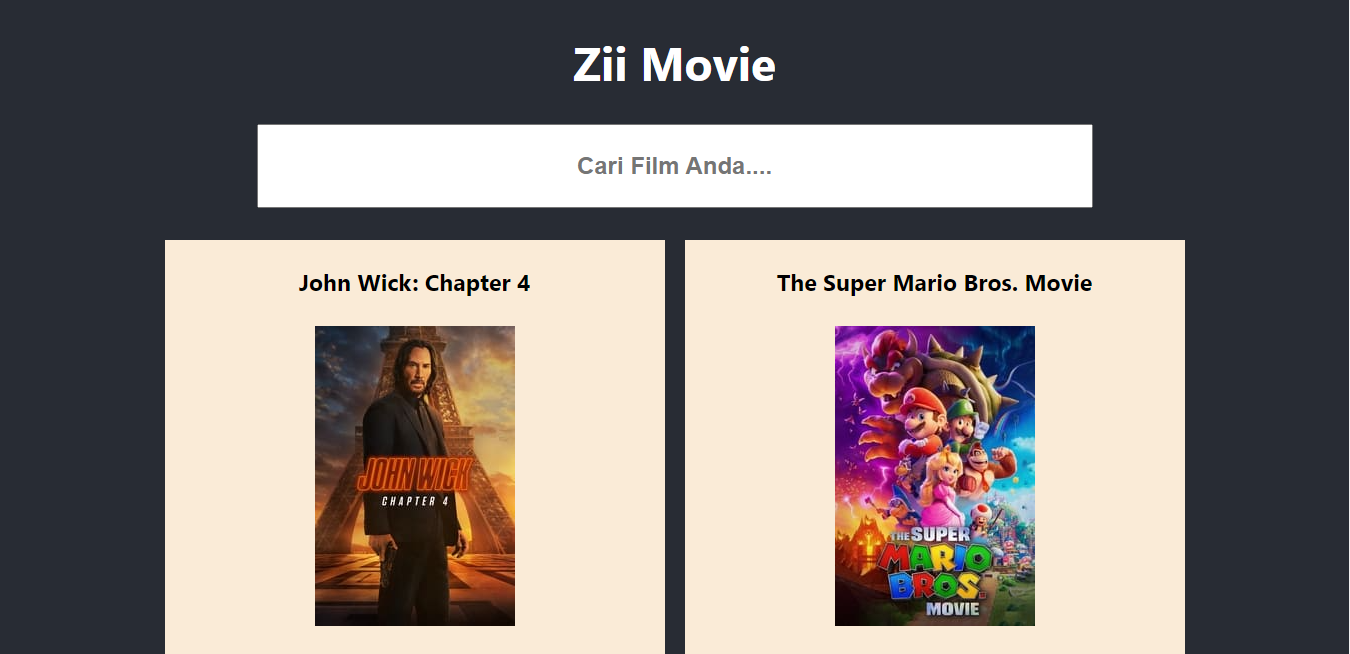 Zii Movie
Cari Film Anda....
John Wick: Chapter 4
The Super Mario Bros. Movie
JOHN WICK
CHAPTER 4
THE SUPER
MARIO
BROS.
MOVIE